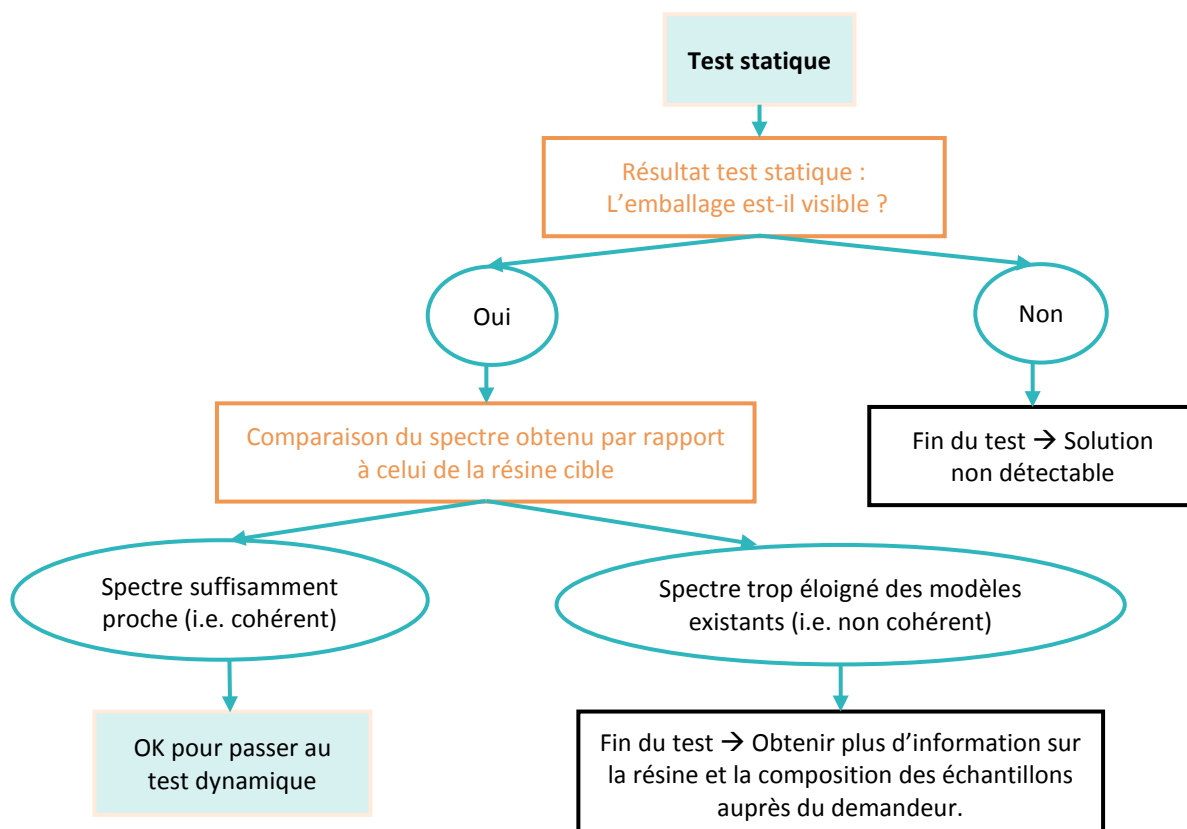 Test statique
Résultat test statique :
L’emballage est-il visible ?
Oui
Non
Comparaison du spectre obtenu par rapport
à celui de la résine cible
Fin du test → Solution
non détectable
Spectre suffisamment
proche (i.e. cohérent)
Spectre trop éloigné des modèles
existants (i.e. non cohérent)
OK pour passer au
test dynamique
Fin du test → Obtenir plus d’information sur
la résine et la composition des échantillons
auprès du demandeur.